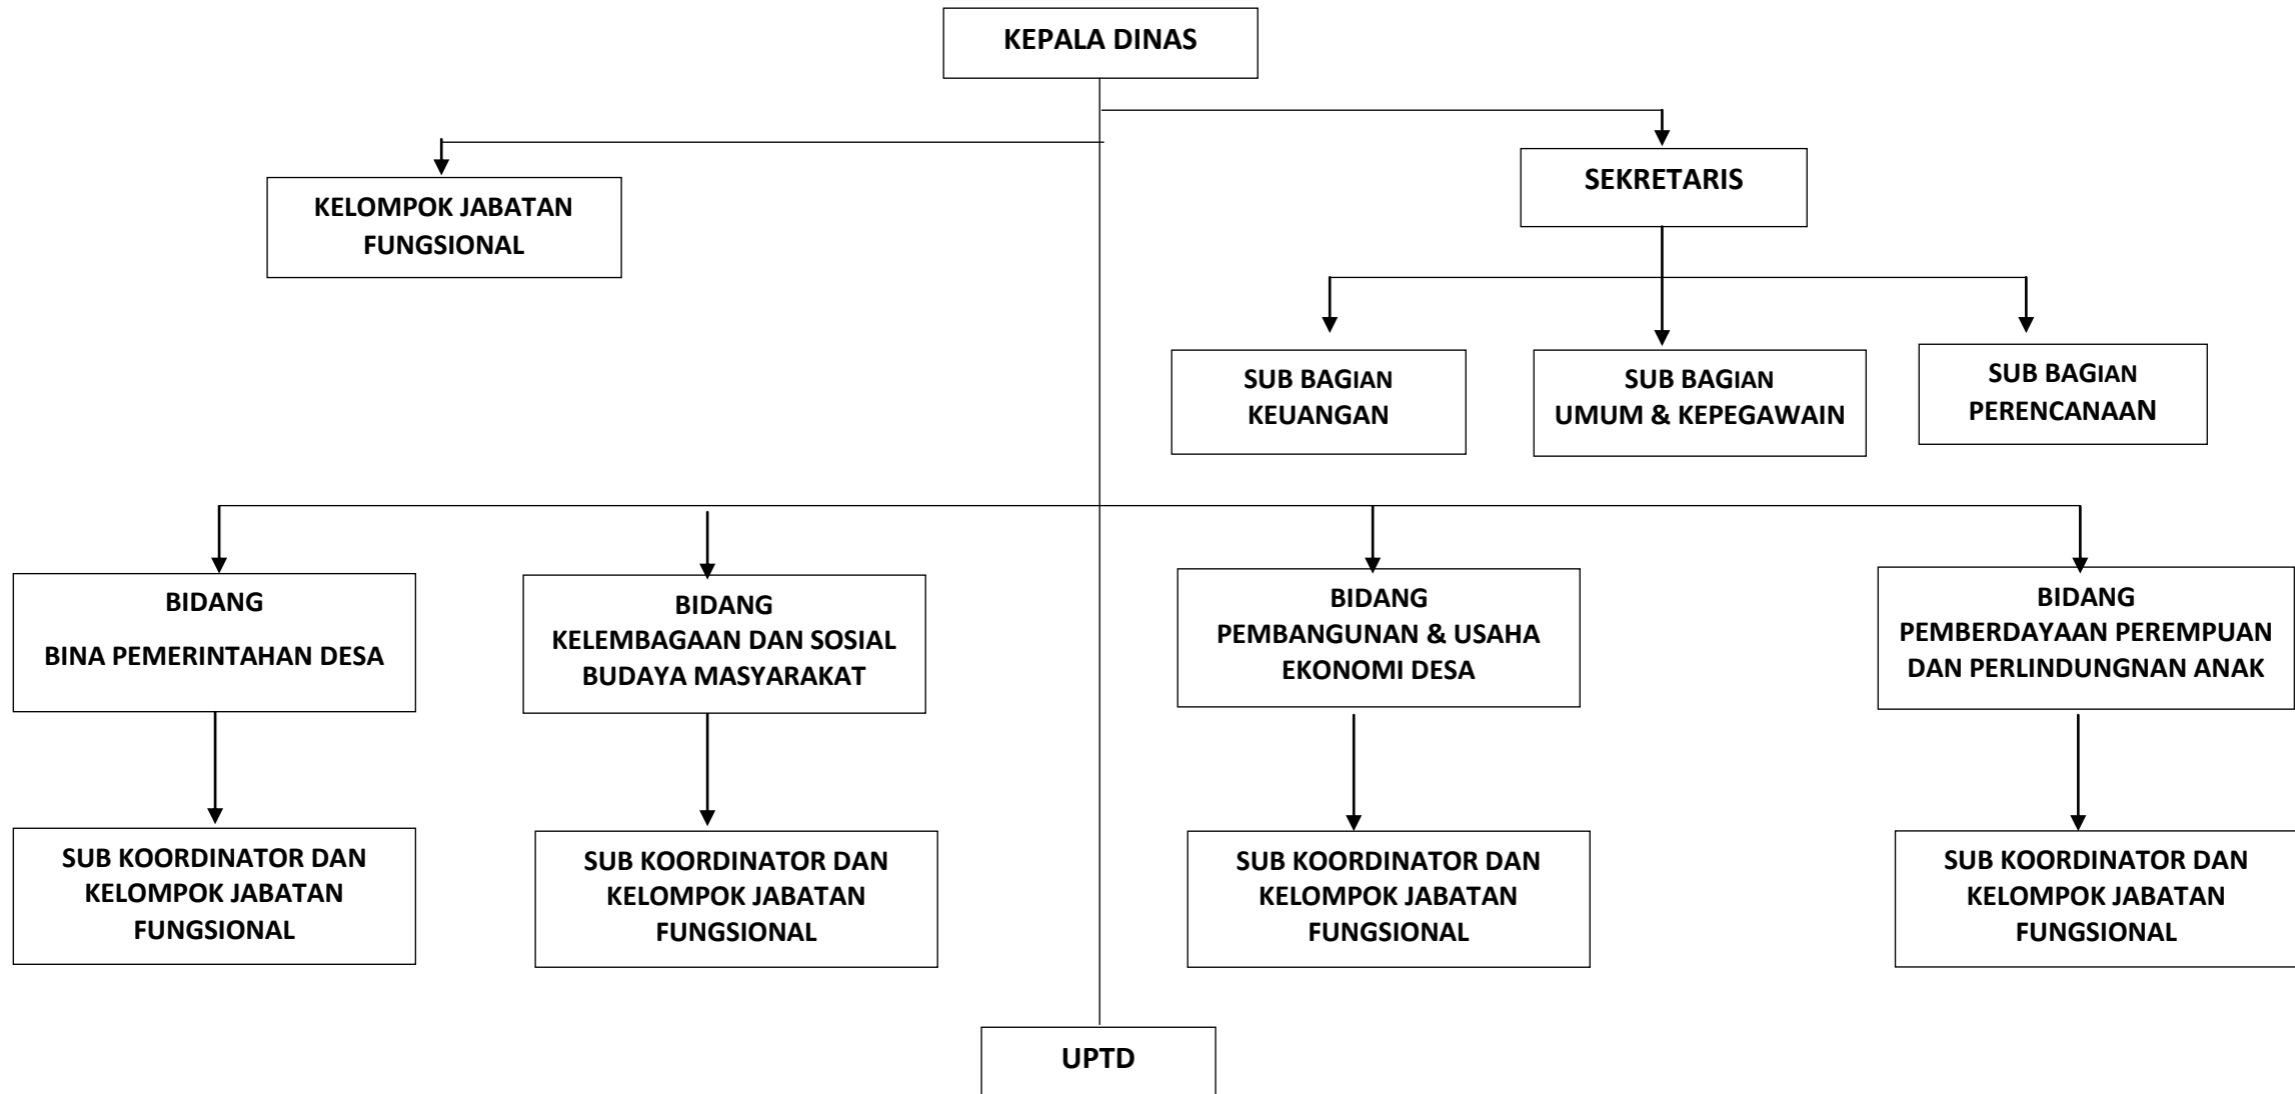 KEPALA DINAS
KELOMPOK JABATAN
FUNGSIONAL
SEKRETARIS
SUB BAGIAN
KEUANGAN
SUB BAGIAN
UMUM & KEPEGAWAIN
SUB BAGIAN
PERENCANAAN
BIDANG
BINA PEMERINTAHAN DESA
BIDANG
KELEMBAGAAN DAN SOSIAL
BUDAYA MASYARAKAT
BIDANG
PEMBANGUNAN & USAHA
EKONOMI DESA
BIDANG
PEMBERDAYAAN PEREMPUAN
DAN PERLINDUNGNAN ANAK
SUB KOORDINATOR DAN
KELOMPOK JABATAN
FUNGSIONAL
SUB KOORDINATOR DAN
KELOMPOK JABATAN
FUNGSIONAL
SUB KOORDINATOR DAN
KELOMPOK JABATAN
FUNGSIONAL
SUB KOORDINATOR DAN
KELOMPOK JABATAN
FUNGSIONAL
UPTD